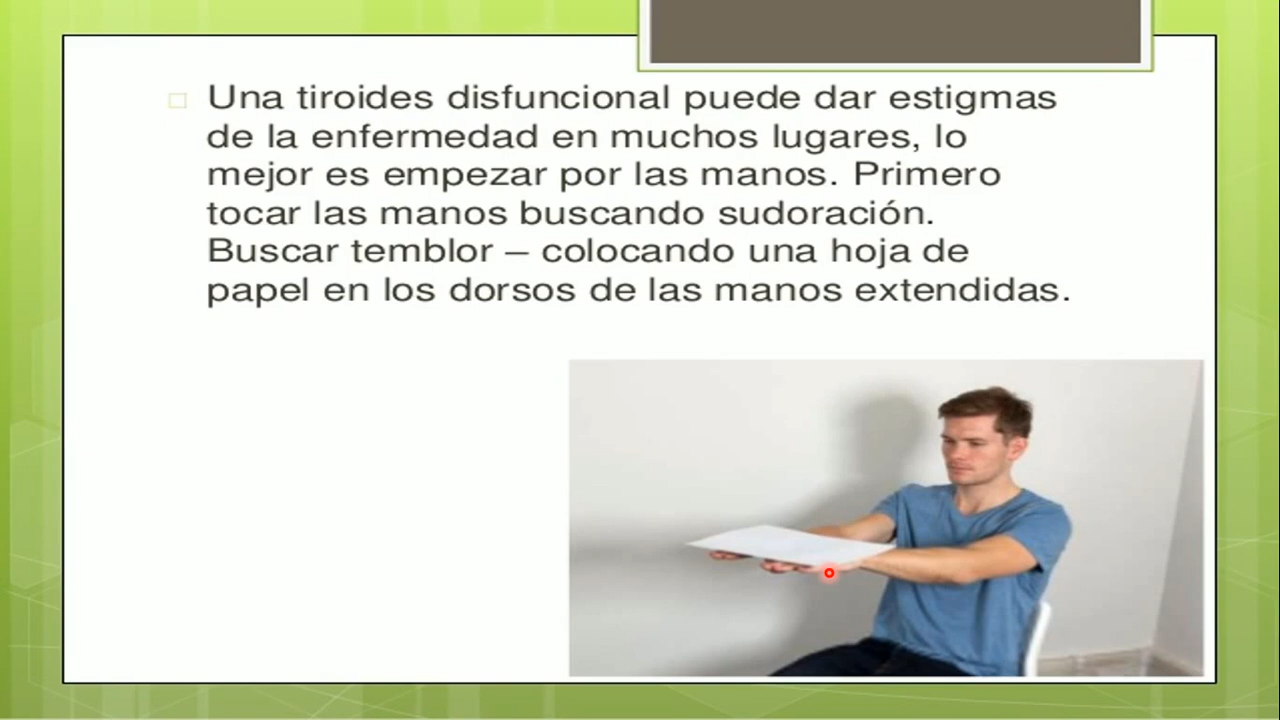 Una tiroides disfuncional puede dar estigmas
de la enfermedad en muchos lugares, lo
mejor es empezar por las manos. Primero
tocar las manos buscando sudoración.
Buscar temblor – colocando una hoja de
papel en los dorsos de las manos extendidas.